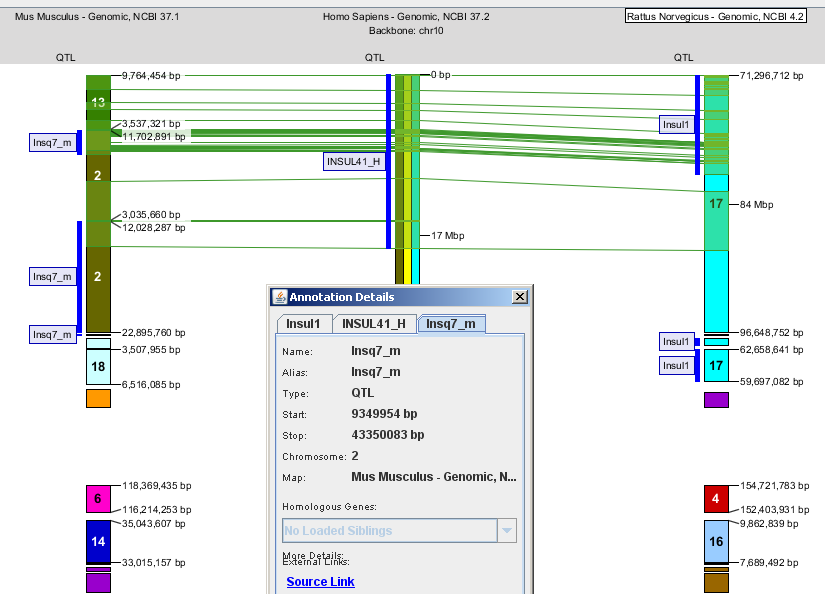 Mus Musculus - Genomic, NCBI 37.1
Homo Sapiens - Genomic, NCBI 37.2
Rattus Norvegicus - Genomic, NCBI 4.2
Backbone: chr10
QTL
QTL
QTL
9,764,454 bp
0 bp
71,296,712 bp
13
3,537,321 bp
Insul1
11,702,891 bp
Insq7_m
INSUL41_H
2
17
84 Mbp
3,035,660 bp
12,028,287 bp
17 Mbp
Insq7_m
2
Annotation Details
Insul1
INSUL41_H
Insq7_m
Insq7_m
22,895,760 bp
96,648,752 bp
Insul1
3,507,955 bp
62,658,641 bp
18
Insul1
17
6,516,085 bp
59,697,082 bp
Name: Insq7_m
Alias: Insq7_m
Type: QTL
Start: 9349954 bp
Stop: 43350083 bp
Chromosome: 2
Map: Mus Musculus - Genomic, N...
Homologous Genes:
No Loaded Siblings
More Details:
External Links:
Source Link
118,369,435 bp
154,721,783 bp
6
4
116,214,253 bp
152,403,931 bp
35,043,607 bp
9,862,839 bp
14
16
33,015,157 bp
7,689,492 bp